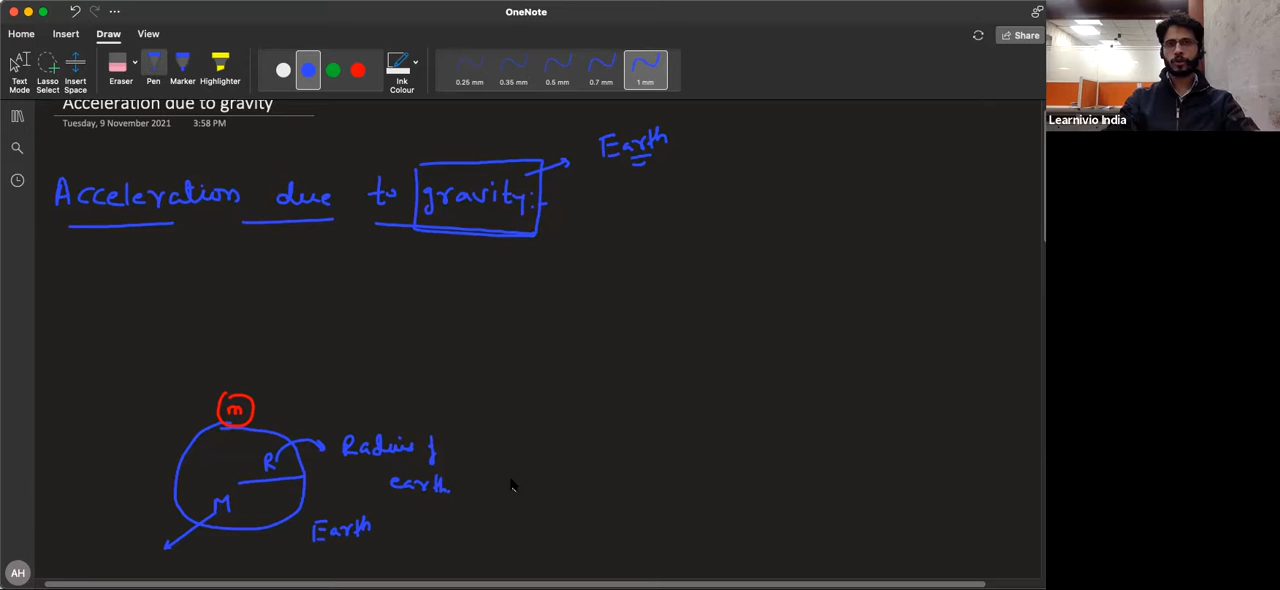 OneNote
Home Insert Draw View
Share
Text Mode
Lasso Select
Insert Space
Eraser
Pen
Marker
Highlighter
Ink Colour
0.25 mm
0.35 mm
0.5 mm
0.7 mm
1 mm
Learnivio India
Acceleration due to gravity
Tuesday, 9 November 2021 3:58 PM
Earth
Acceleration due to gravity:-
m
R
Radius of
earth
M
Earth
AH